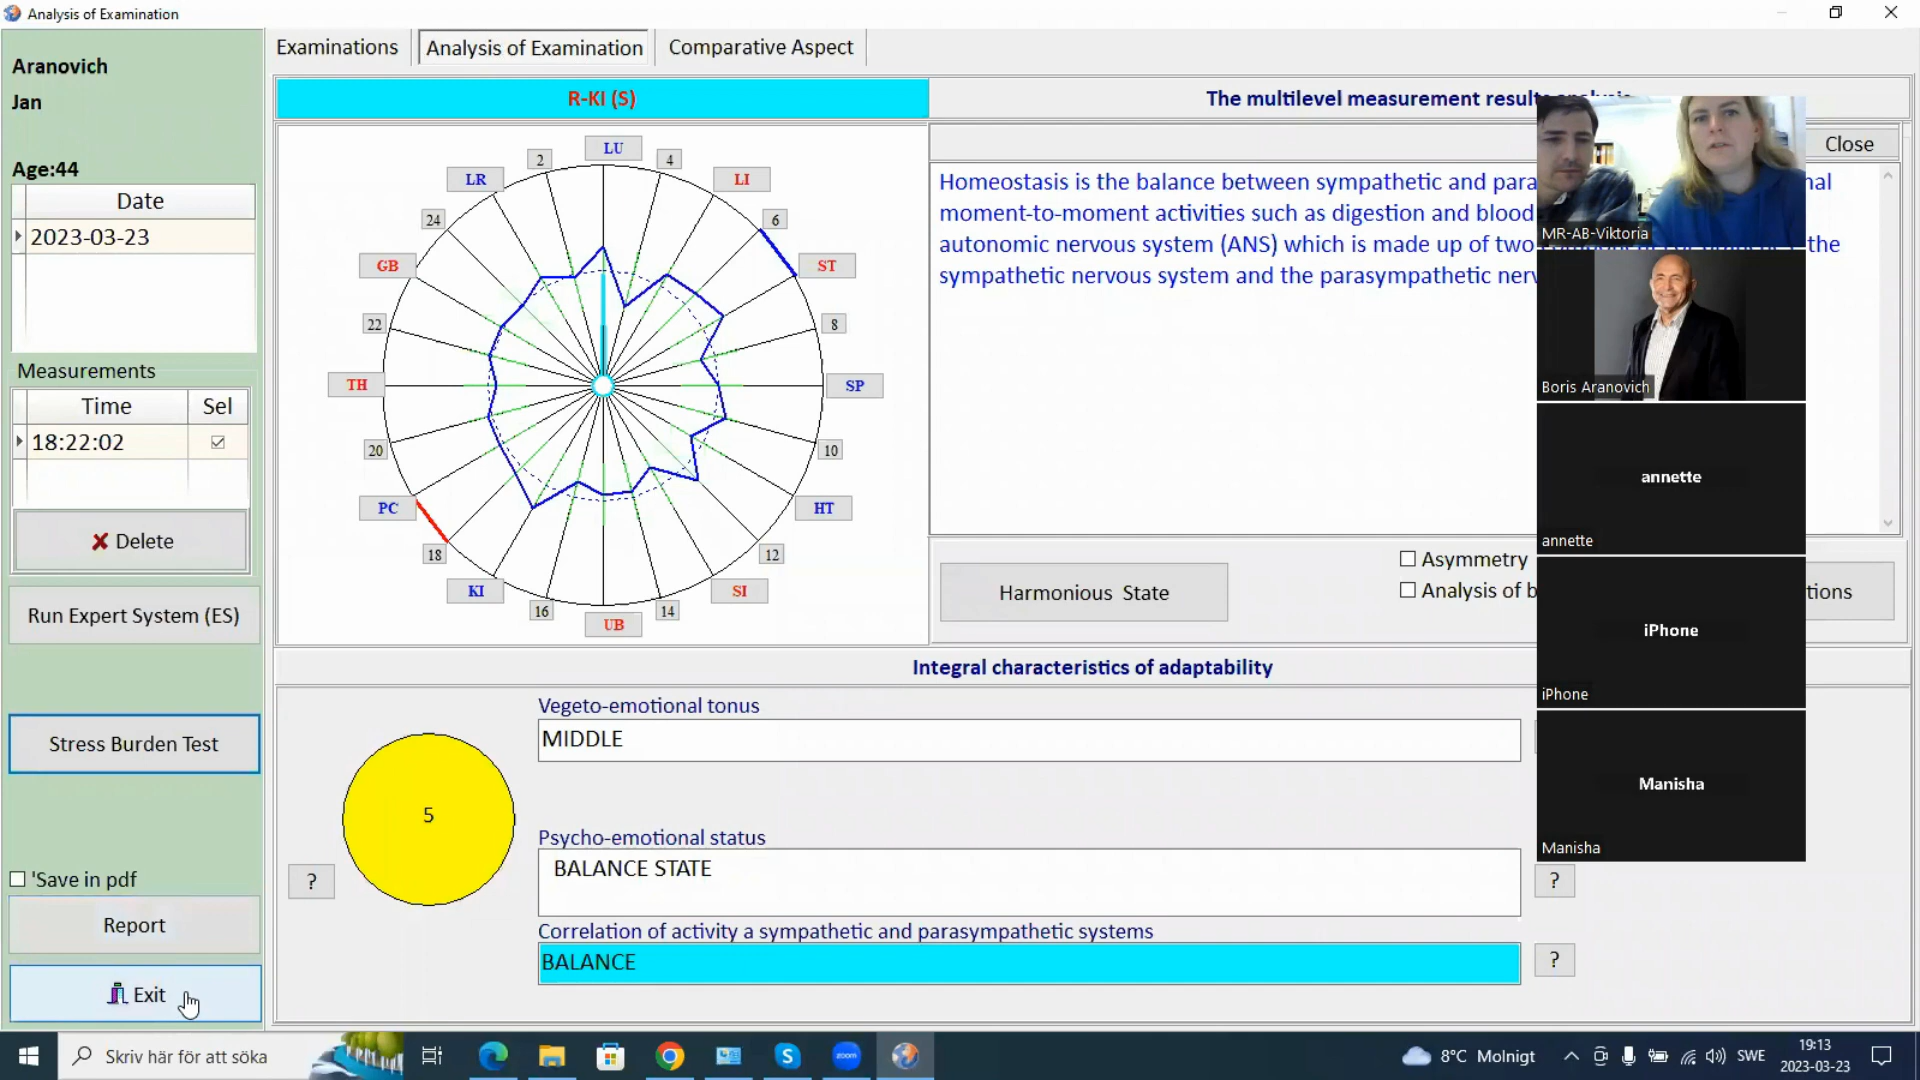 Analysis of Examination
Aranovich
Jan
Age:44
Date
2023-03-23
Measurements
Time Sel
18:22:02
Delete
Run Expert System (ES)
Stress Burden Test
'Save in pdf
Report
Exit
Examinations
Analysis of Examination
Comparative Aspect
R-KI (S)
LU
4
LI
6
ST
8
SP
10
HT
12
SI
14
UB
16
KI
18
PC
20
TH
22
GB
24
LR
2
The multilevel measurement results
Close
Homeostasis is the balance between sympathetic and para
moment-to-moment activities such as digestion and blood
autonomic nervous system (ANS) which is made up of two the
sympathetic nervous system and the parasympathetic nerv
Harmonious State
Asymmetry
Analysis of b
tions
Integral characteristics of adaptability
5
?
Vegeto-emotional tonus
MIDDLE
Psycho-emotional status
BALANCE STATE
?
Correlation of activity a sympathetic and parasympathetic systems
BALANCE
?
MR-AB-Viktoria
Boris Aranovich
annette
annette
iPhone
iPhone
Manisha
Manisha
Skriv här för att söka
zoom
8°C Molnigt
SWE
19:13
2023-03-23